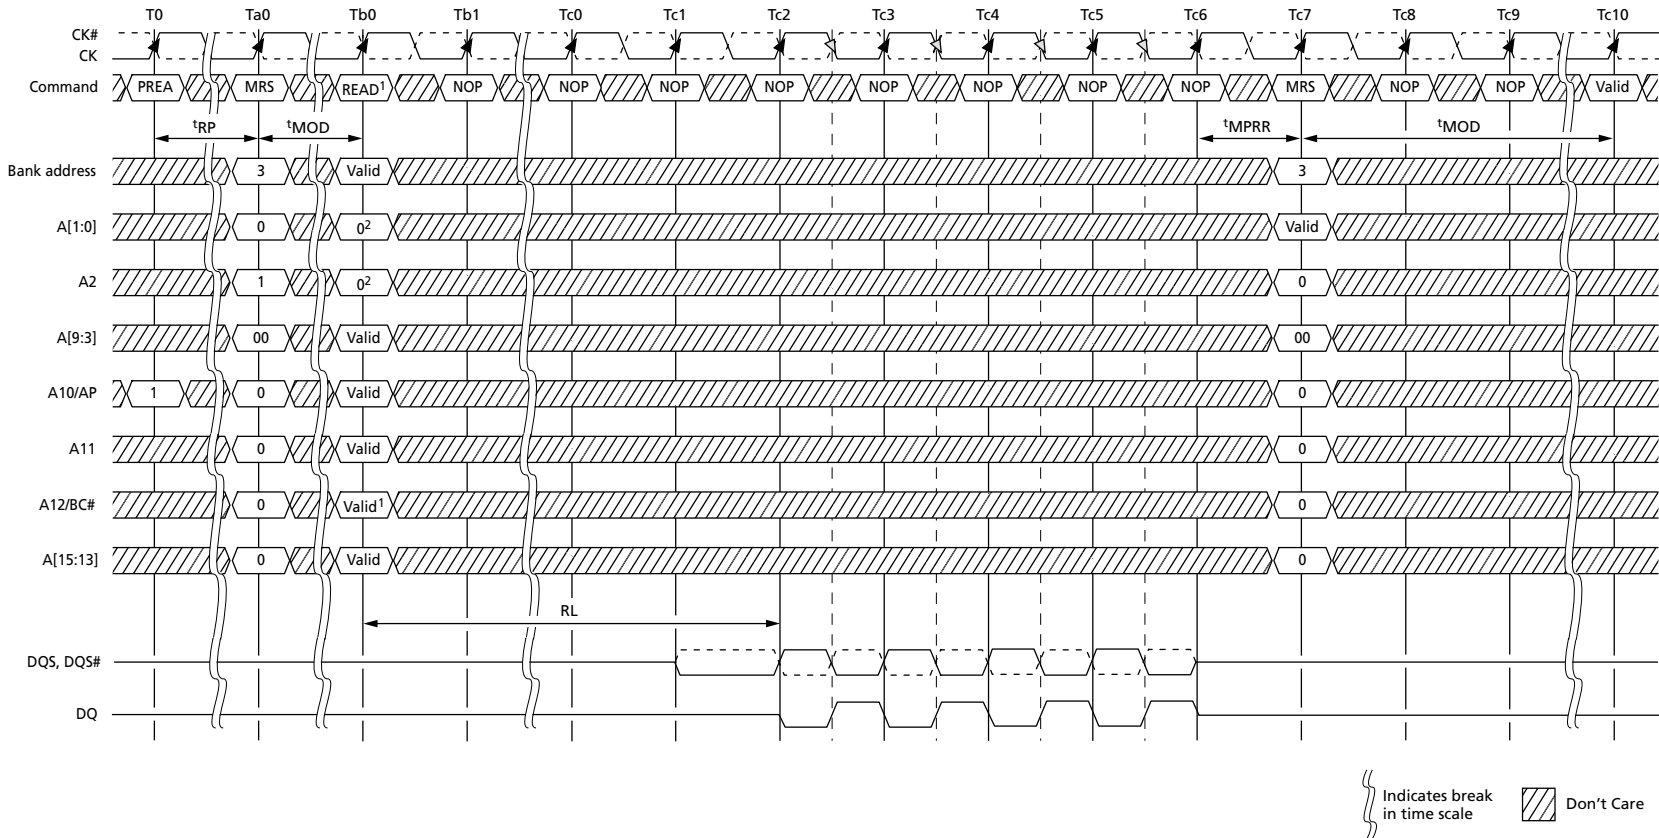 T0 Ta0 Tb0 Tb1 Tc0 Tc1 Tc2 Tc3 Tc4 Tc5 Tc6 Tc7 Tc8 Tc9 Tc10
CK#
CK
Command PREA MRS READ¹ NOP NOP NOP NOP NOP NOP NOP NOP MRS NOP NOP Valid
tRP tMOD tMPRR tMOD
Bank address 3 Valid 3
A[1:0] 0 0² Valid
A2 1 0² 0
A[9:3] 00 Valid 00
A10/AP 1 0 Valid 0
A11 0 Valid 0
A12/BC# 0 Valid¹ 0
A[15:13] 0 Valid 0
RL
DQS, DQS#
DQ
Indicates break
in time scale
Don't Care